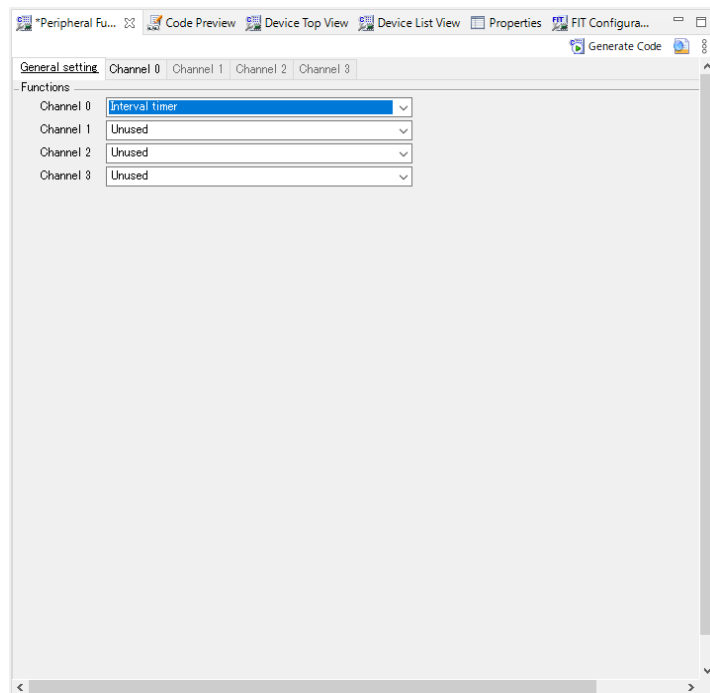 *Peripheral Fu... Code Preview Device Top View Device List View Properties FIT Configura...
Generate Code
General setting Channel 0 Channel 1 Channel 2 Channel 3
Functions
Channel 0 Interval timer
Channel 1 Unused
Channel 2 Unused
Channel 3 Unused